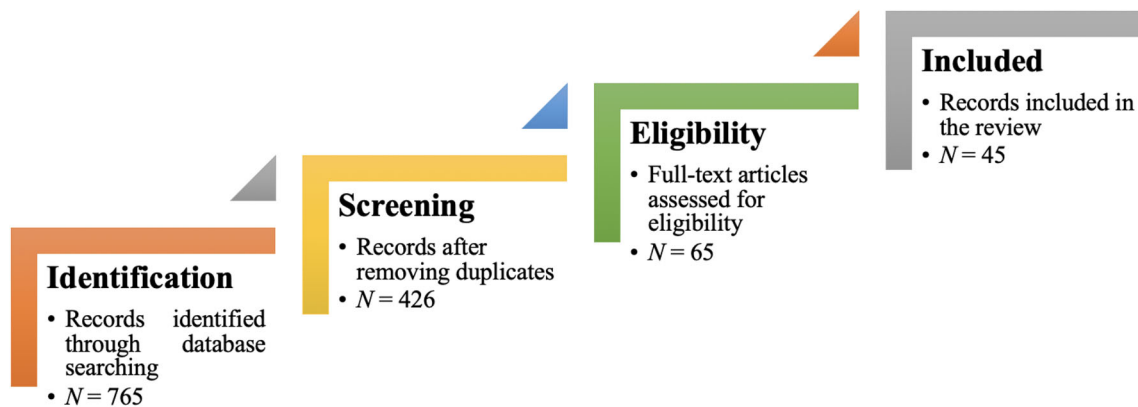 Identification
• Records identified
through database
searching
• N = 765
Screening
• Records after
removing duplicates
• N = 426
Eligibility
• Full-text articles
assessed for
eligibility
• N = 65
Included
• Records included in
the review
• N = 45